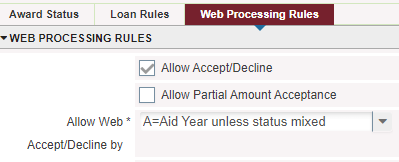 Award Status Loan Rules Web Processing Rules
WEB PROCESSING RULES
Allow Accept/Decline
Allow Partial Amount Acceptance
Allow Web * A=Aid Year unless status mixed
Accept/Decline by